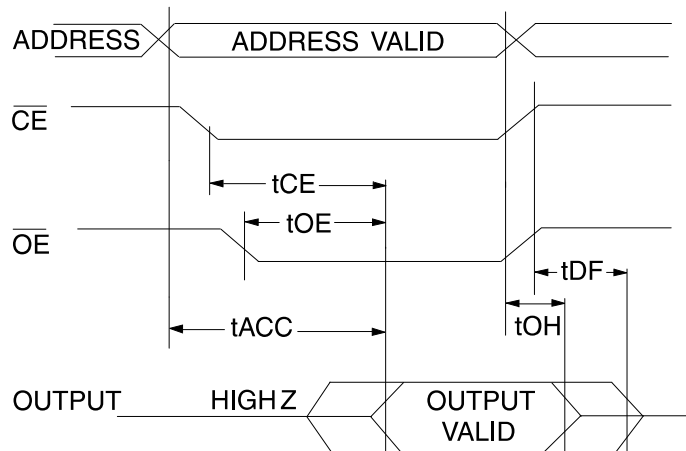 ADDRESS ADDRESS VALID
CE
tCE
tOE
OE
tDF
tOH
tACC
OUTPUT HIGH Z OUTPUT
VALID